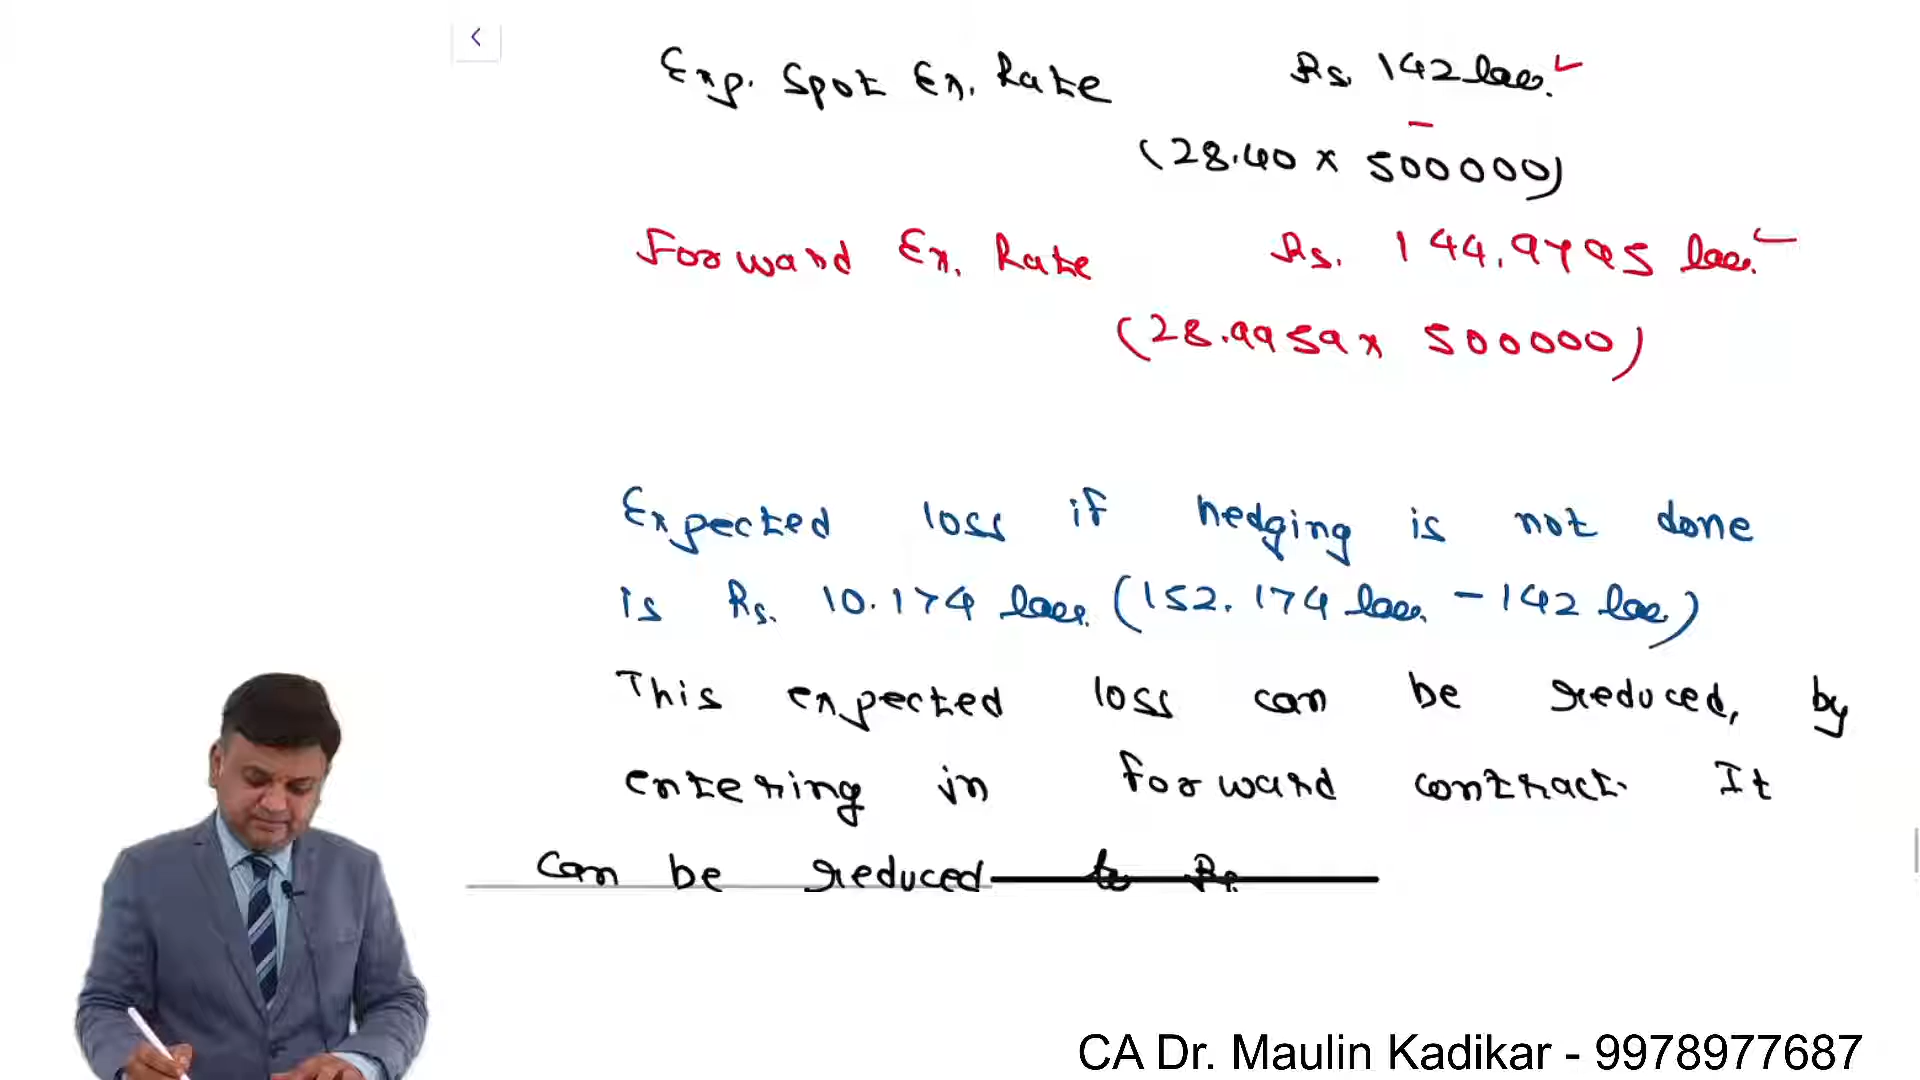 Exp. Spot Ex. Rate Rs. 142 lac.
(28.40 x 500000)
Forward Ex. Rate Rs. 144.9795 lac.
(28.9959 x 500000)
Expected loss if hedging is not done
is Rs. 10.174 lac. (152.174 lac. - 142 lac)
This expected loss can be reduced, by
entering in forward contract. It
can be reduced to Rs.
CA Dr. Maulin Kadikar - 9978977687